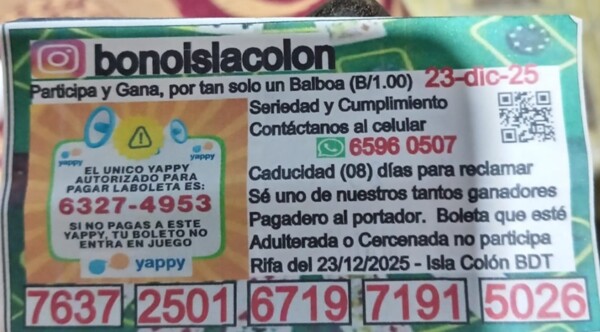 bonoislacolon
Participa y Gana, por tan solo un Balboa (B/1.00) 23-dic-25
Seriedad y Cumplimiento
Contáctanos al celular
6596 0507
Caducidad (08) días para reclamar
Sé uno de nuestros tantos ganadores
Pagadero al portador. Boleta que esté
Adulterada o Cercenada no participa
Rifa del 23/12/2025 - Isla Colón BDT
yappy
yappy
EL UNICO YAPPY
AUTORIZADO PARA
PAGAR LABOLETA ES:
6327-4953
SI NO PAGAS A ESTE
YAPPY, TU BOLETO NO
ENTRA EN JUEGO
yappy
7637 2501 6719 7191 5026